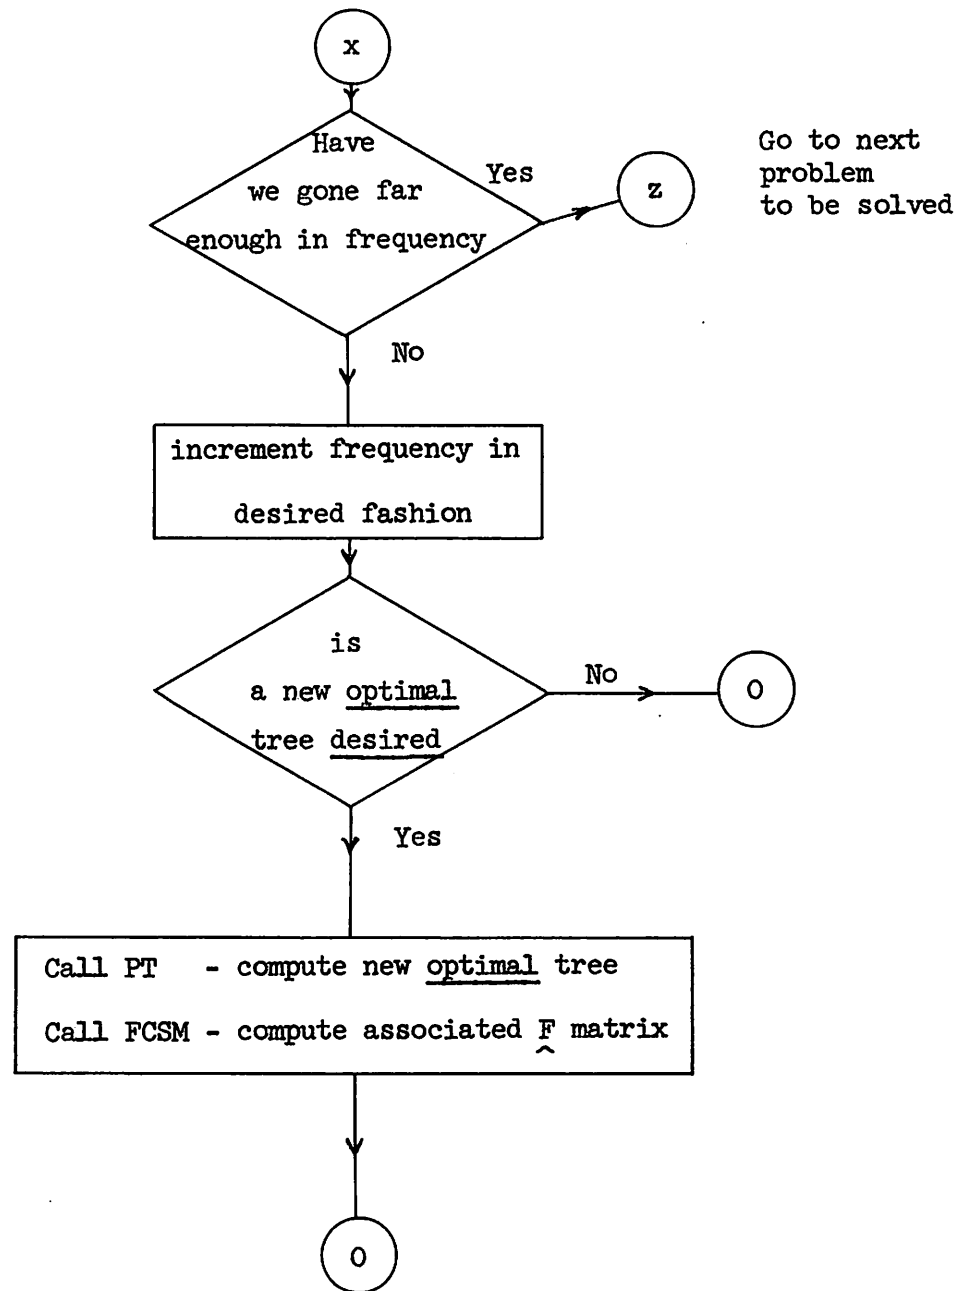 x
Have
we gone far
enough in frequency
Yes
z
Go to next
problem
to be solved
No
increment frequency in
desired fashion
is
a new optimal
tree desired
No
O
Yes
Call PT - compute new optimal tree
Call FCSM - compute associated F matrix
O